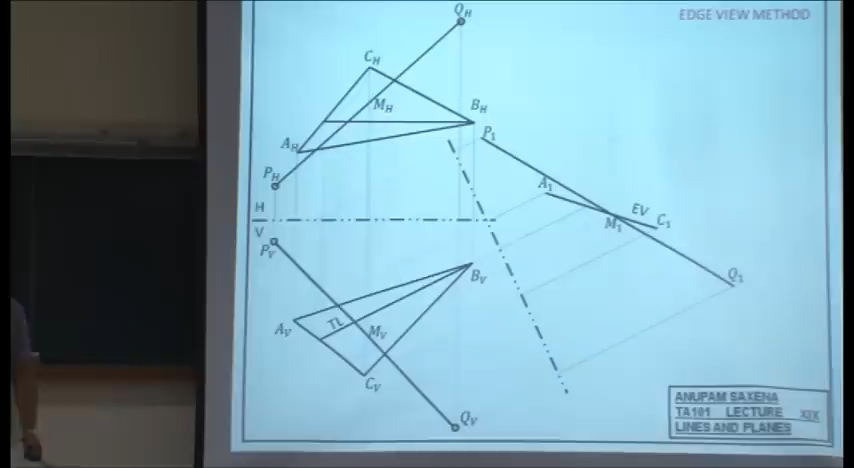 EDGE VIEW METHOD
Q_H
C_H
M_H
B_H
P_1
A_H
P_H
A_1
H
EV
C_1
M_1
V
P_V
B_V
Q_1
TL
A_V
M_V
C_V
Q_V
ANUPAM SAXENA
TA101 LECTURE XIX
LINES AND PLANES